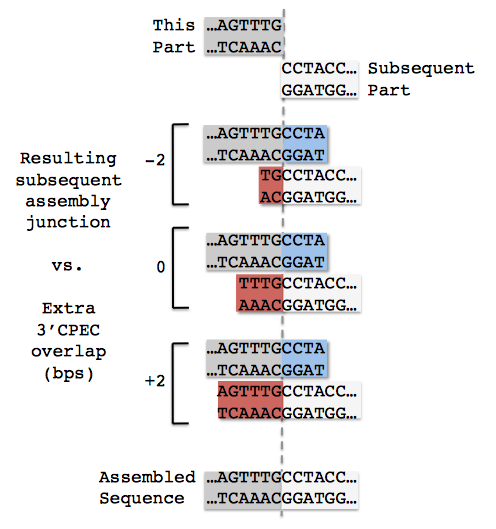 This …AGTTTG
Part …TCAAAC
CCTACC… Subsequent
GGATGG… Part
Resulting
subsequent
assembly
junction
vs.
Extra
3’CPEC
overlap
(bps)
−2
…AGTTTGCCTA
…TCAAACGGAT
TGCCTACC…
ACGGATGG…
0
…AGTTTGCCTA
…TCAAACGGAT
TTTGCCTACC…
AAACGGATGG…
+2
…AGTTTGCCTA
…TCAAACGGAT
AGTTTGCCTACC…
TCAAACGGATGG…
Assembled …AGTTTGCCTACC…
Sequence …TCAAACGGATGG…